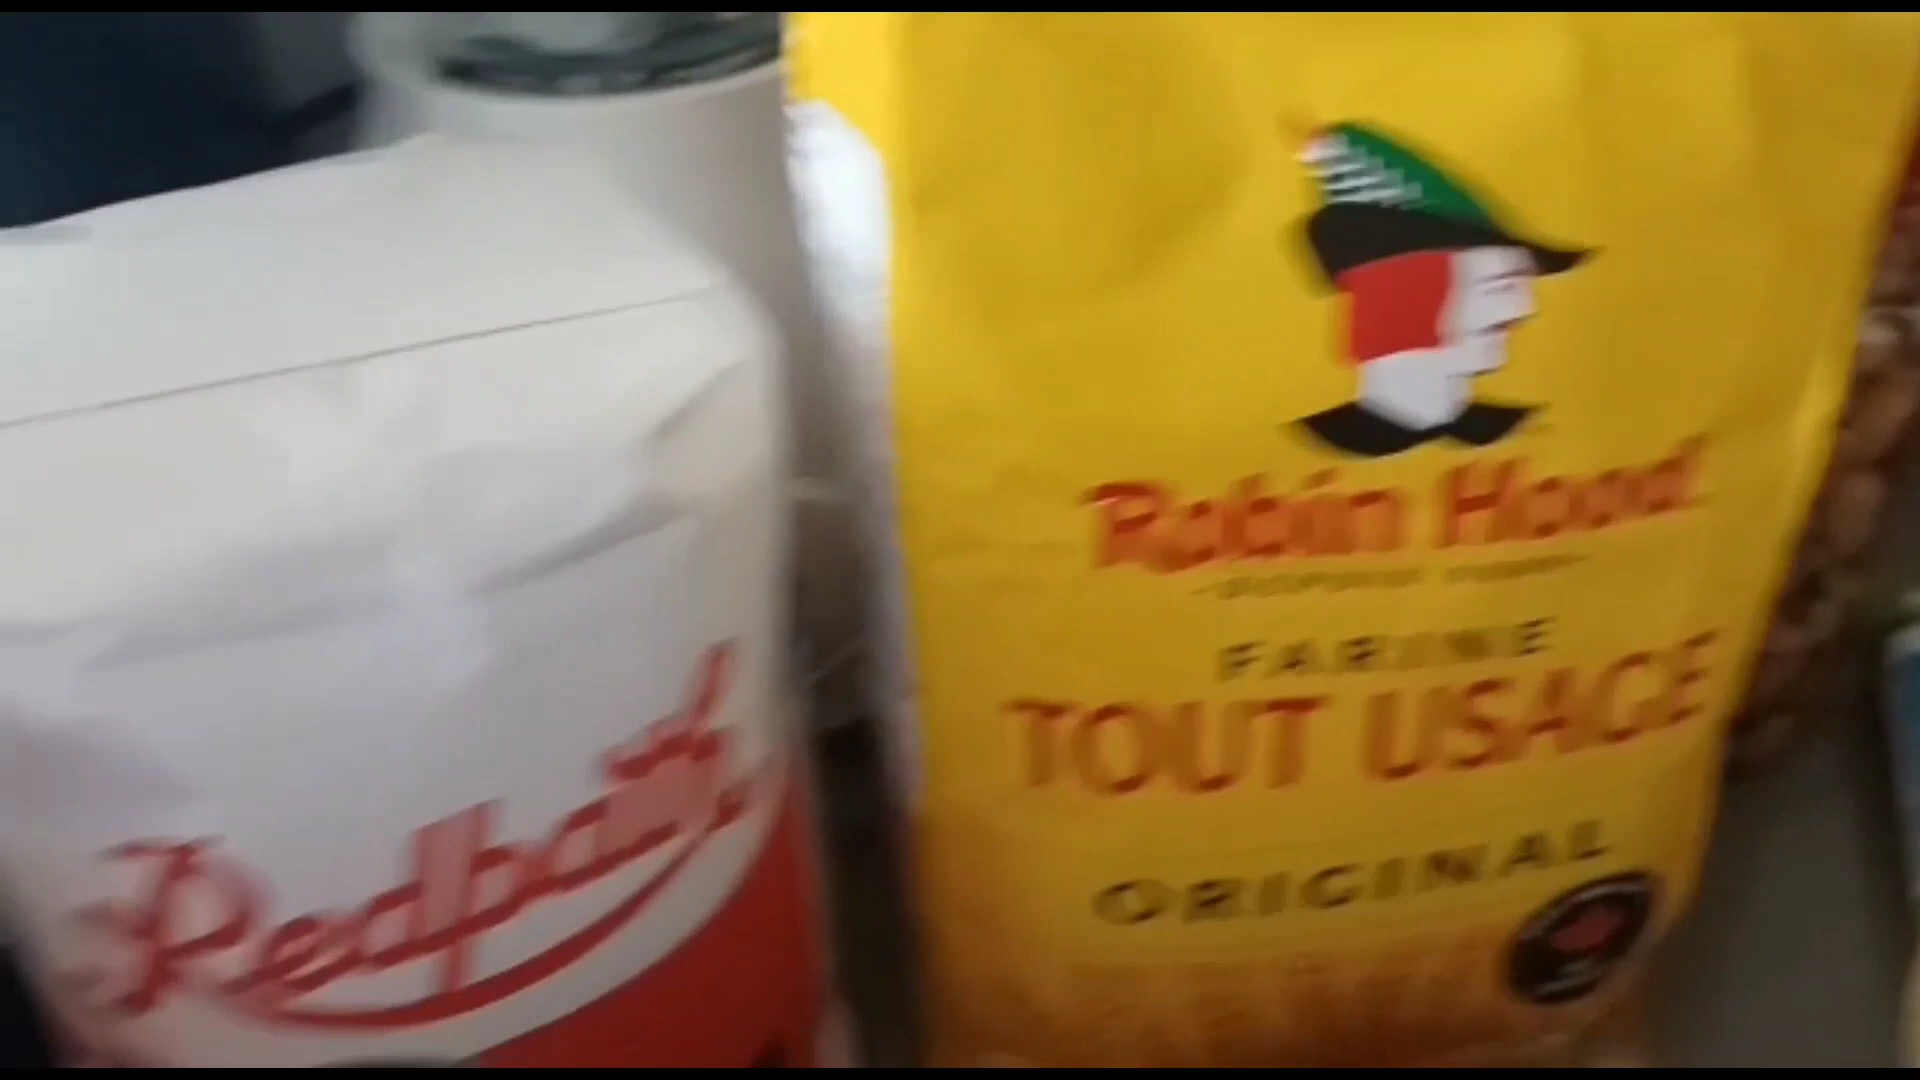 Redpath
Robin Hood
FARINE
TOUT USAGE
ORIGINAL